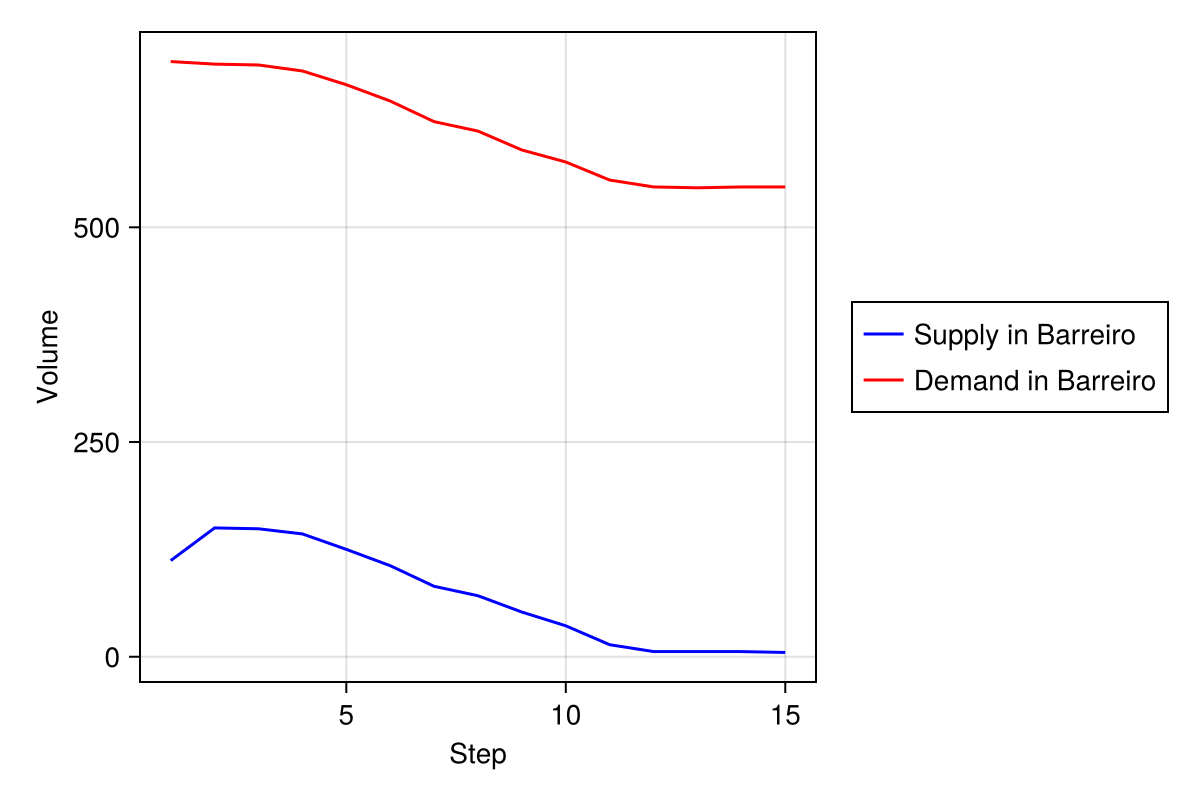 500
250
0
Volume
5 10 15
Step
Supply in Barreiro
Demand in Barreiro